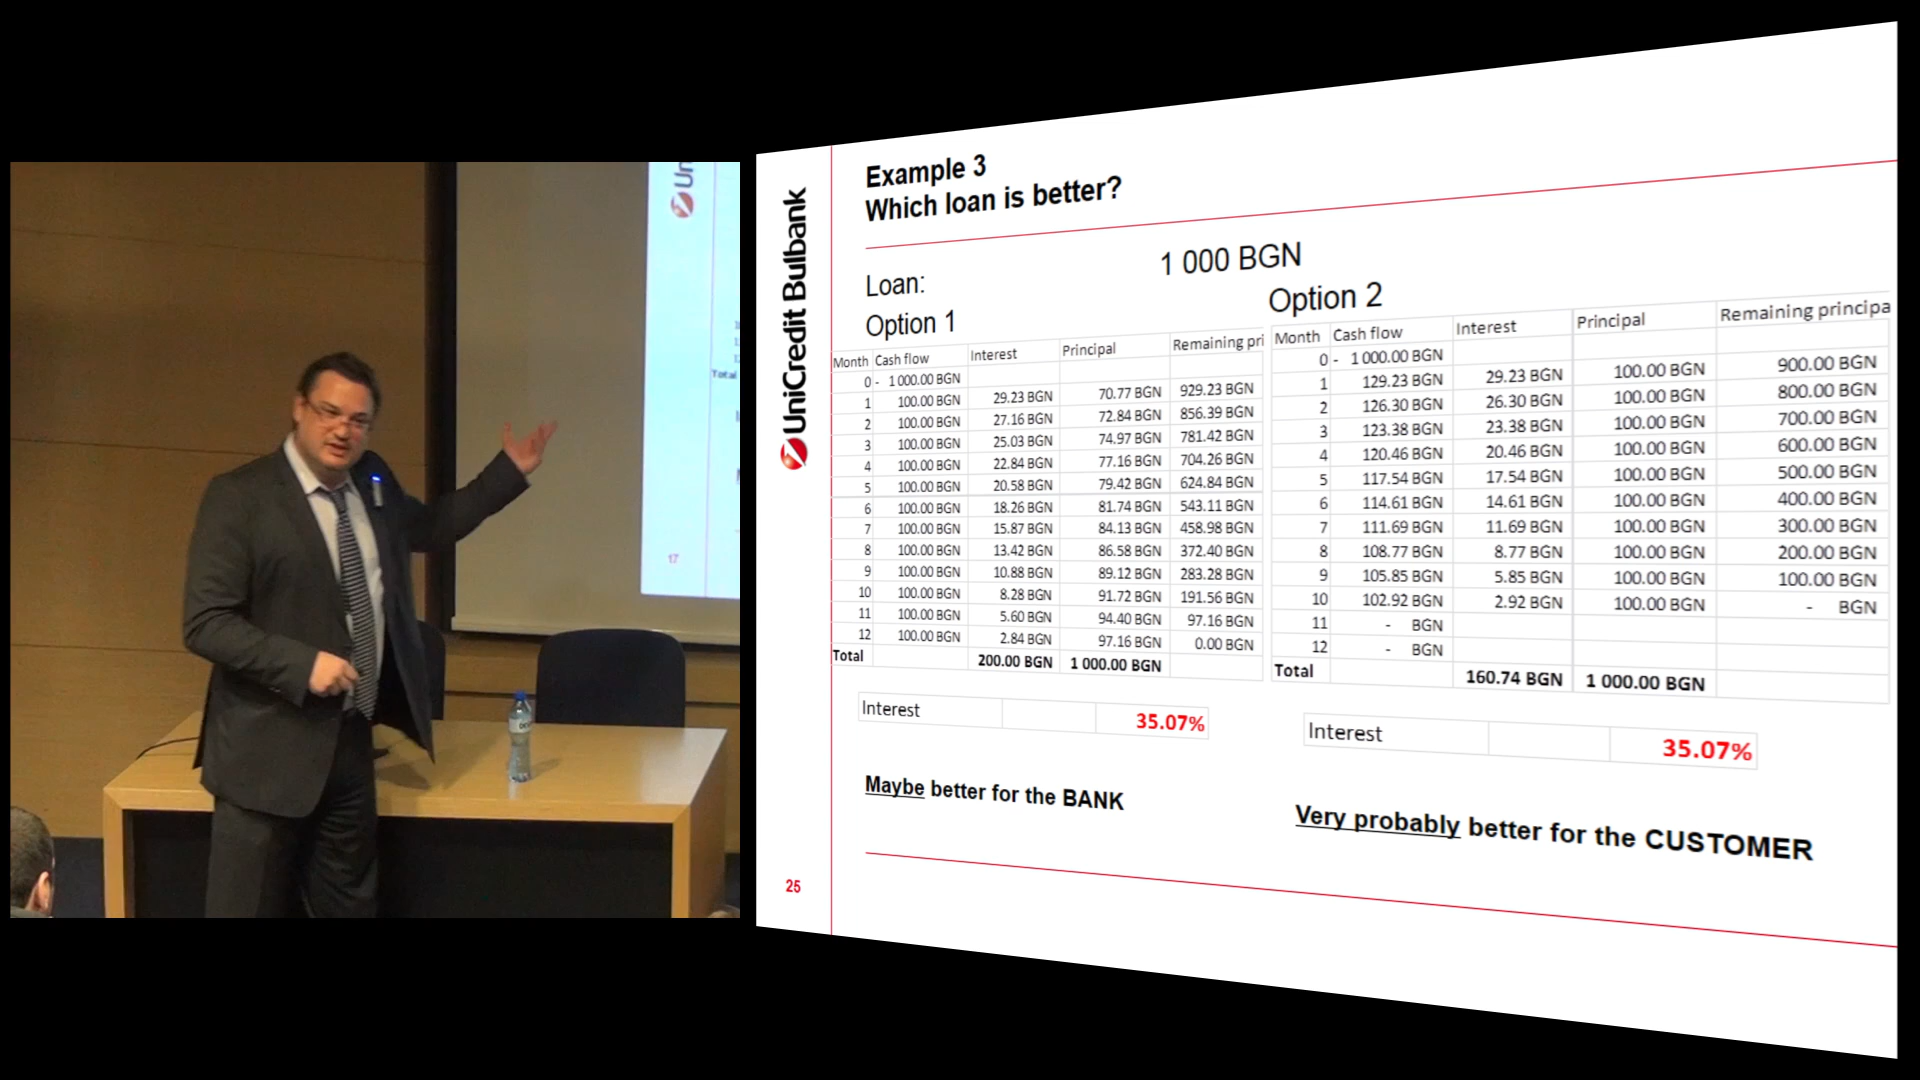 Un
Total
17
UniCredit Bulbank
Example 3
Which loan is better?
Loan:
1 000 BGN
Option 1
Month Cash flow Interest Principal Remaining pri
0 - 1 000.00 BGN
1 100.00 BGN 29.23 BGN 70.77 BGN 929.23 BGN
2 100.00 BGN 27.16 BGN 72.84 BGN 856.39 BGN
3 100.00 BGN 25.03 BGN 74.97 BGN 781.42 BGN
4 100.00 BGN 22.84 BGN 77.16 BGN 704.26 BGN
5 100.00 BGN 20.58 BGN 79.42 BGN 624.84 BGN
6 100.00 BGN 18.26 BGN 81.74 BGN 543.11 BGN
7 100.00 BGN 15.87 BGN 84.13 BGN 458.98 BGN
8 100.00 BGN 13.42 BGN 86.58 BGN 372.40 BGN
9 100.00 BGN 10.88 BGN 89.12 BGN 283.28 BGN
10 100.00 BGN 8.28 BGN 91.72 BGN 191.56 BGN
11 100.00 BGN 5.60 BGN 94.40 BGN 97.16 BGN
12 100.00 BGN 2.84 BGN 97.16 BGN 0.00 BGN
Total 200.00 BGN 1 000.00 BGN
Interest 35.07%
Maybe better for the BANK
Option 2
Month Cash flow Interest Principal Remaining principa
0 - 1 000.00 BGN
1 129.23 BGN 29.23 BGN 100.00 BGN 900.00 BGN
2 126.30 BGN 26.30 BGN 100.00 BGN 800.00 BGN
3 123.38 BGN 23.38 BGN 100.00 BGN 700.00 BGN
4 120.46 BGN 20.46 BGN 100.00 BGN 600.00 BGN
5 117.54 BGN 17.54 BGN 100.00 BGN 500.00 BGN
6 114.61 BGN 14.61 BGN 100.00 BGN 400.00 BGN
7 111.69 BGN 11.69 BGN 100.00 BGN 300.00 BGN
8 108.77 BGN 8.77 BGN 100.00 BGN 200.00 BGN
9 105.85 BGN 5.85 BGN 100.00 BGN 100.00 BGN
10 102.92 BGN 2.92 BGN 100.00 BGN - BGN
11 - BGN
12 - BGN
Total 160.74 BGN 1 000.00 BGN
Interest 35.07%
Very probably better for the CUSTOMER
25